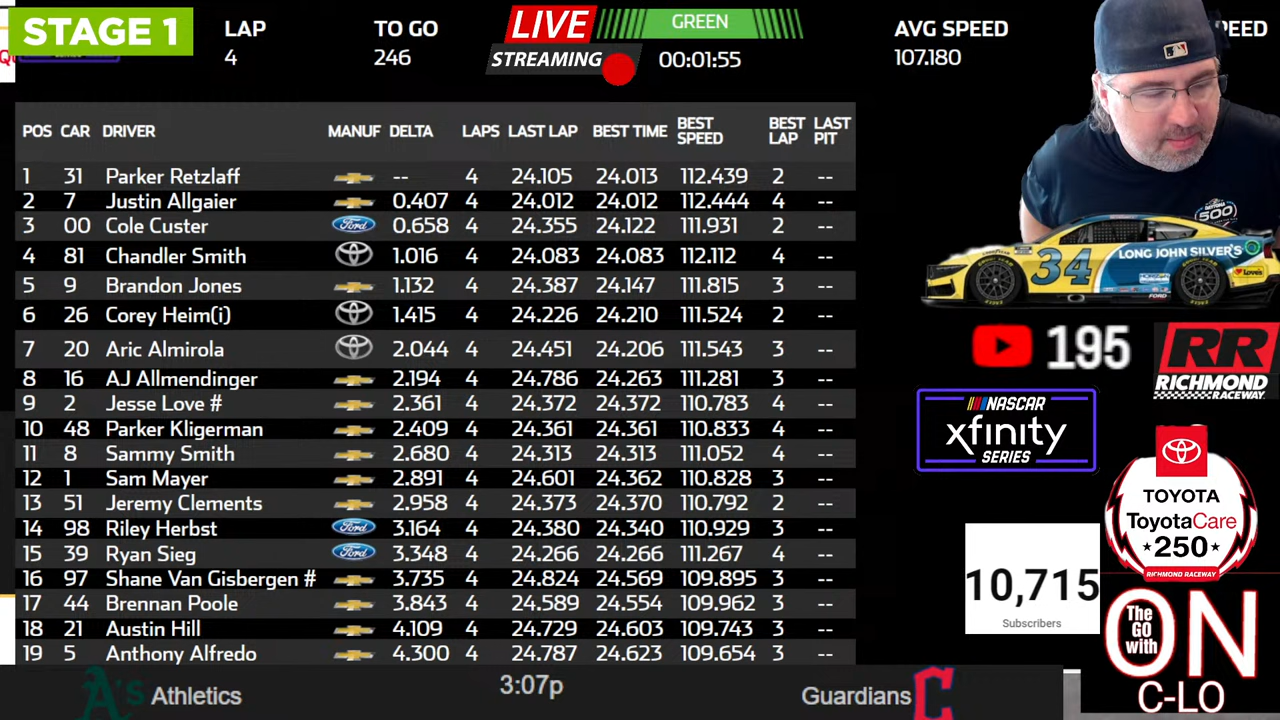 STAGE 1
LAP
4
TO GO
246
LIVE
STREAMING
GREEN
00:01:55
AVG SPEED
107.180
PEED
POS CAR DRIVER MANUF DELTA LAPS LAST LAP BEST TIME BEST SPEED BEST LAP LAST PIT
1 31 Parker Retzlaff -- 4 24.105 24.013 112.439 2 --
2 7 Justin Allgaier 0.407 4 24.012 24.012 112.444 4 --
3 00 Cole Custer Ford 0.658 4 24.355 24.122 111.931 2 --
4 81 Chandler Smith 1.016 4 24.083 24.083 112.112 4 --
5 9 Brandon Jones 1.132 4 24.387 24.147 111.815 3 --
6 26 Corey Heim(i) 1.415 4 24.226 24.210 111.524 2 --
7 20 Aric Almirola 2.044 4 24.451 24.206 111.543 3 --
8 16 AJ Allmendinger 2.194 4 24.786 24.263 111.281 3 --
9 2 Jesse Love # 2.361 4 24.372 24.372 110.783 4 --
10 48 Parker Kligerman 2.409 4 24.361 24.361 110.833 4 --
11 8 Sammy Smith 2.680 4 24.313 24.313 111.052 4 --
12 1 Sam Mayer 2.891 4 24.601 24.362 110.828 3 --
13 51 Jeremy Clements 2.958 4 24.373 24.370 110.792 2 --
14 98 Riley Herbst Ford 3.164 4 24.380 24.340 110.929 3 --
15 39 Ryan Sieg Ford 3.348 4 24.266 24.266 111.267 4 --
16 97 Shane Van Gisbergen # 3.735 4 24.824 24.569 109.895 3 --
17 44 Brennan Poole 3.843 4 24.589 24.554 109.962 3 --
18 21 Austin Hill 4.109 4 24.729 24.603 109.743 3 --
19 5 Anthony Alfredo 4.300 4 24.787 24.623 109.654 3 --
DAYTONA
500
34
LONG JOHN SILVER'S
Love's
FORD
195
RR
RICHMOND
RACEWAY
NASCAR
xfinity
SERIES
TOYOTA
ToyotaCare
250
RICHMOND RACEWAY
10,715
Subscribers
The GO with
ON
C-LO
A's Athletics
3:07p
Guardians C